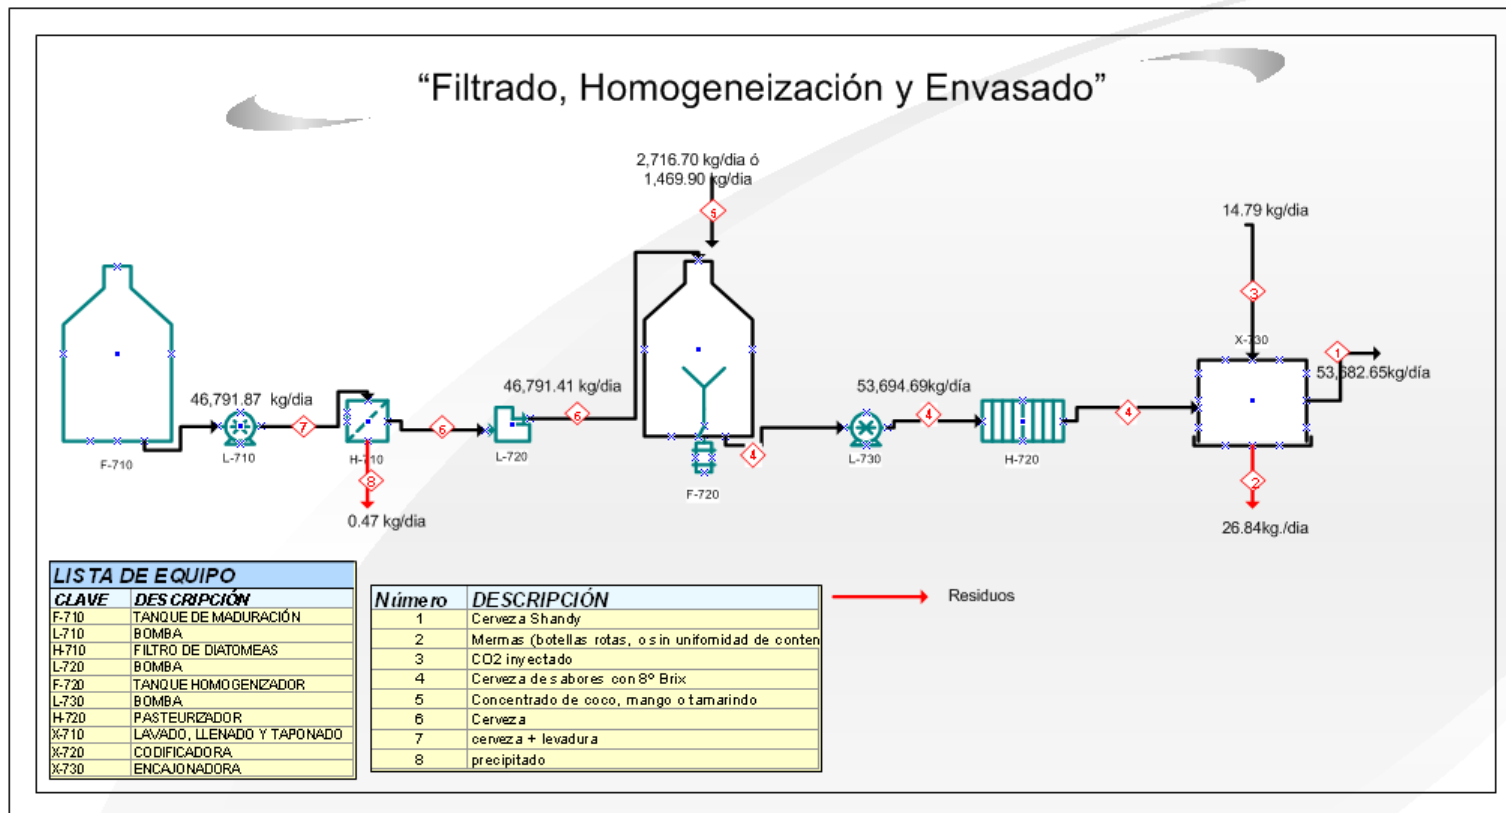 “Filtrado, Homogeneización y Envasado”
2,716.70 kg/dia ó
1,469.90 kg/dia
5
14.79 kg/dia
3
X-730
1
53,682.65kg/día
46,791.87 kg/dia
7
6
46,791.41 kg/dia
6
53,694.69kg/día
4
4
4
F-710
L-710
H-710
L-720
F-720
L-730
H-720
8
0.47 kg/dia
2
26.84kg./dia
LISTA DE EQUIPO
CLAVE DESCRIPCIÓN
F-710 TANQUE DE MADURACIÓN
L-710 BOMBA
H-710 FILTRO DE DIATOMEAS
L-720 BOMBA
F-720 TANQUE HOMOGENIZADOR
L-730 BOMBA
H-720 PASTEURIZADOR
X-710 LAVADO, LLENADO Y TAPONADO
X-720 CODIFICADORA
X-730 ENCAJONADORA
Número DESCRIPCIÓN
1 Cerveza Shandy
2 Mermas (botellas rotas, o sin uniformidad de conten
3 CO2 inyectado
4 Cerveza de sabores con 8º Brix
5 Concentrado de coco, mango o tamarindo
6 Cerveza
7 cerveza + levadura
8 precipitado
Residuos